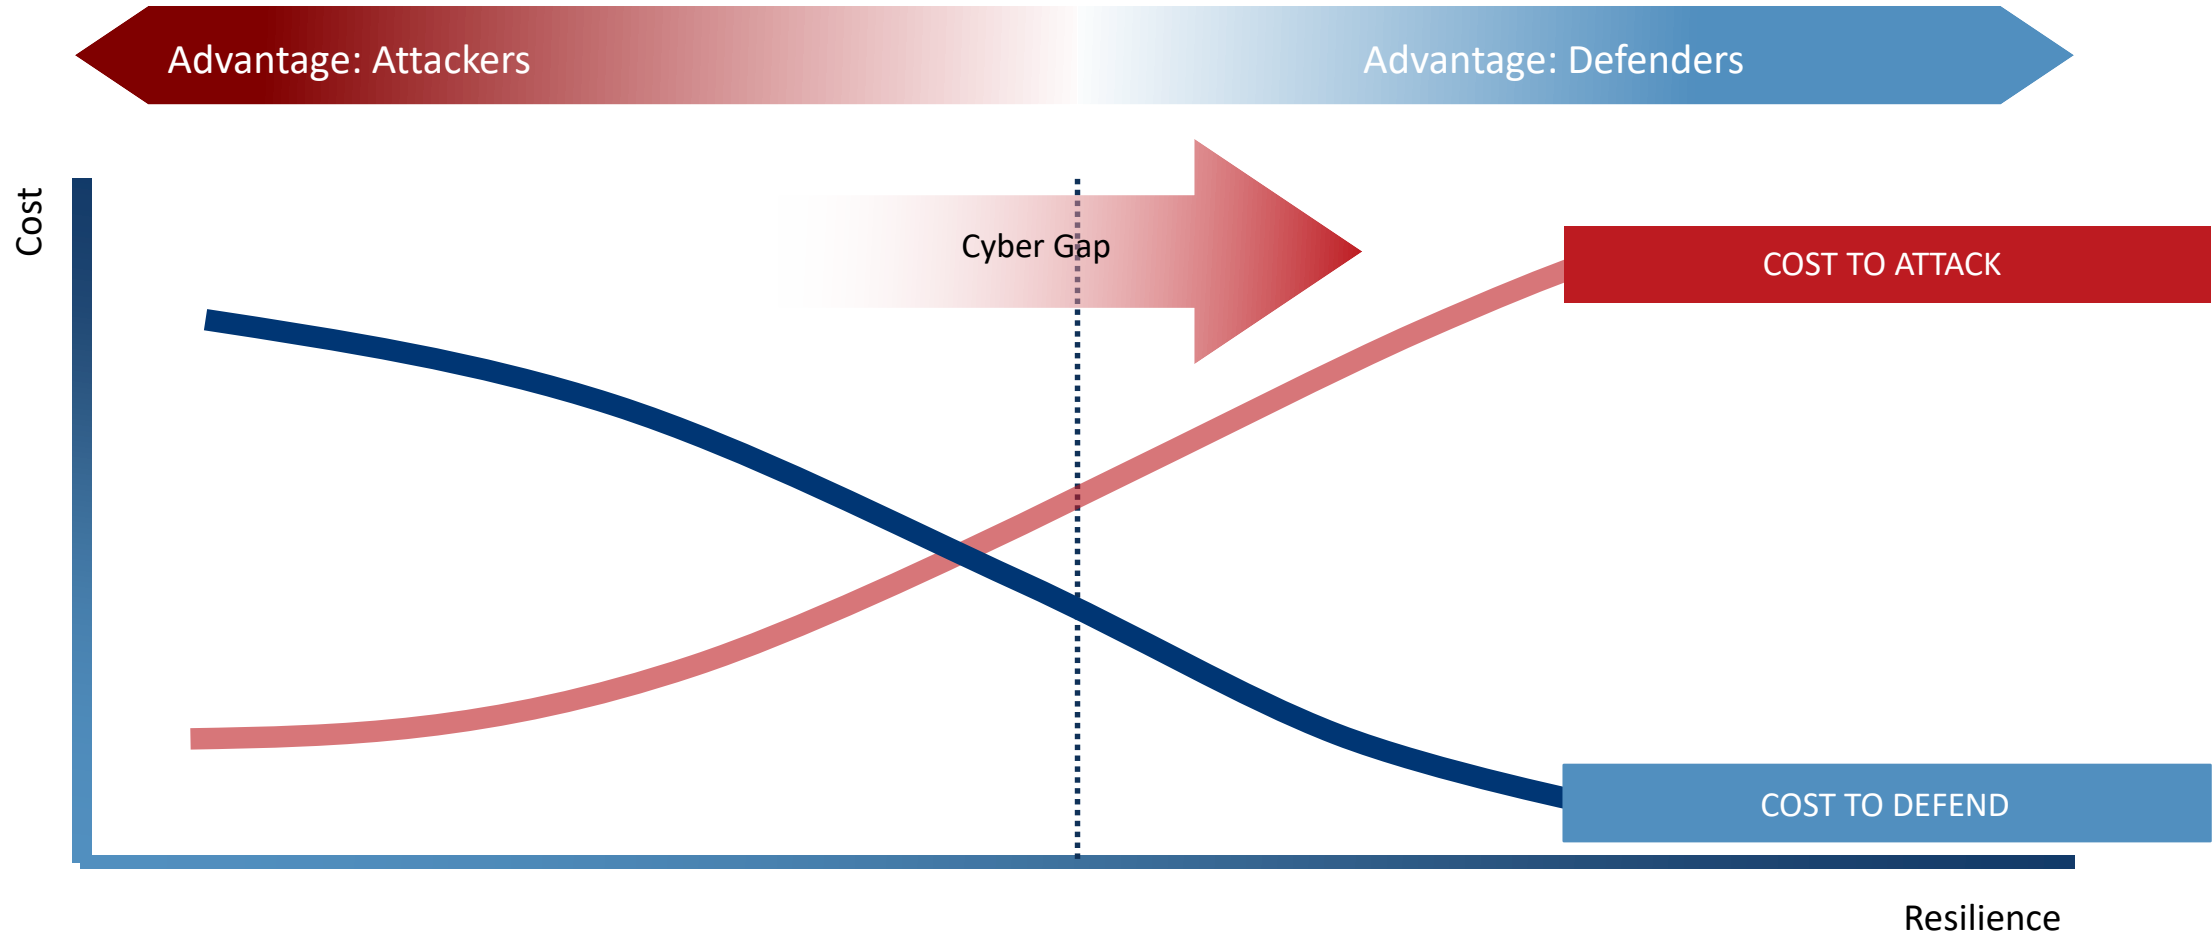 Advantage: Attackers
Advantage: Defenders
Cost
Cyber Gap
COST TO ATTACK
COST TO DEFEND
Resilience